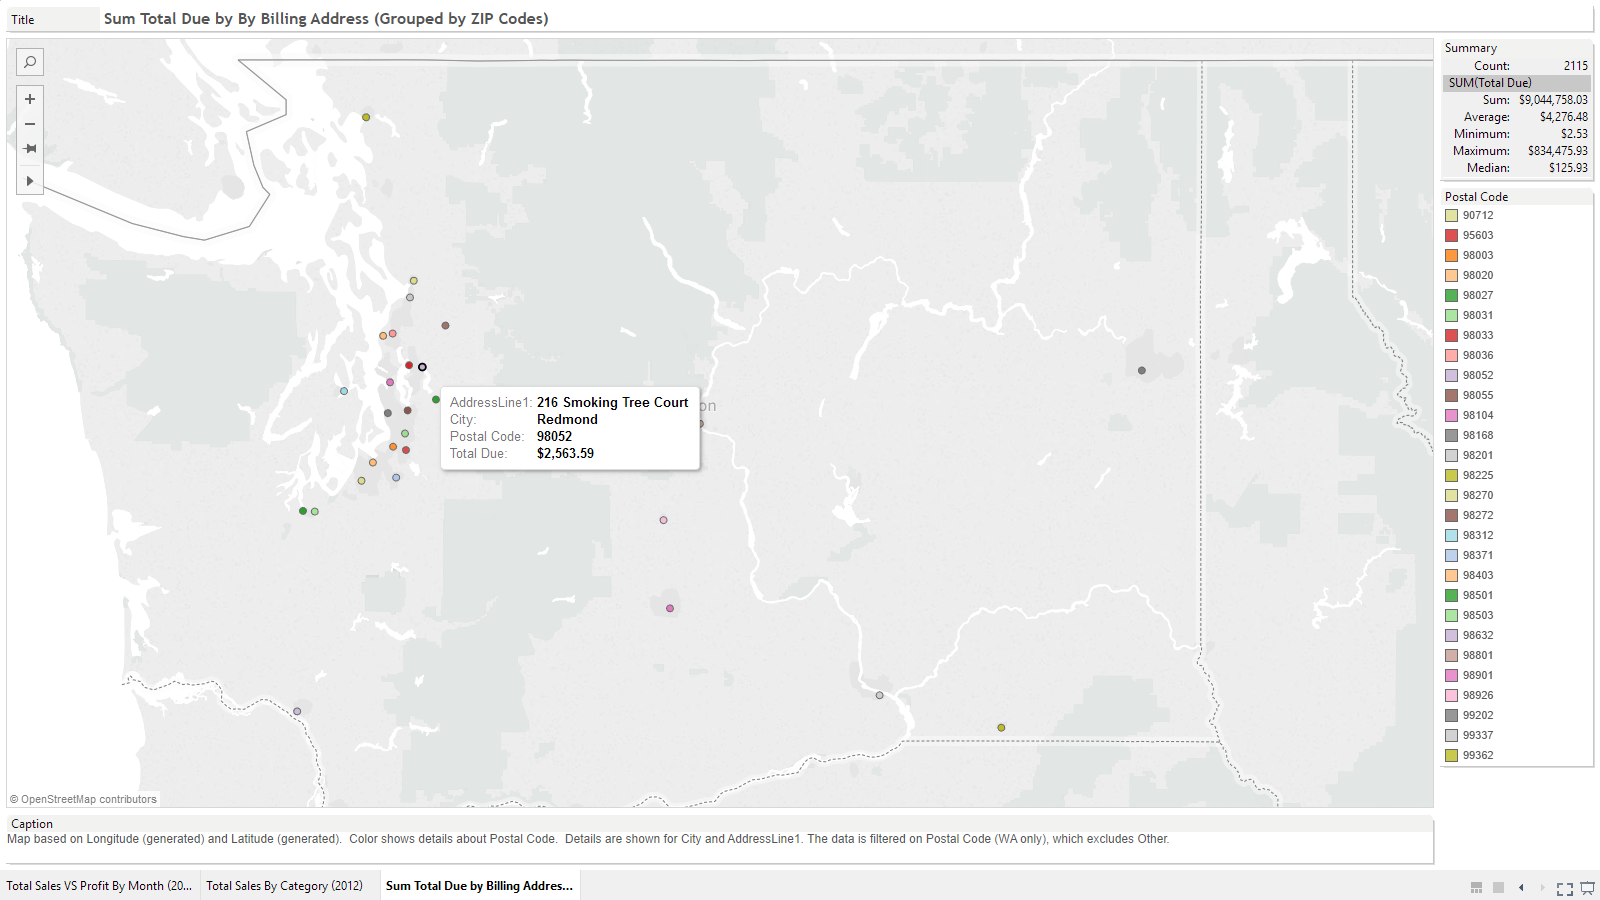 Title
Sum Total Due by By Billing Address (Grouped by ZIP Codes)
AddressLine1: 216 Smoking Tree Court
City: Redmond
Postal Code: 98052
Total Due: $2,563.59
on
© OpenStreetMap contributors
Summary
Count: 2115
SUM(Total Due)
Sum: $9,044,758.03
Average: $4,276.48
Minimum: $2.53
Maximum: $834,475.93
Median: $125.93
Postal Code
90712
95603
98003
98020
98027
98031
98033
98036
98052
98055
98104
98168
98201
98225
98270
98272
98312
98371
98403
98501
98503
98632
98801
98901
98926
99202
99337
99362
Caption
Map based on Longitude (generated) and Latitude (generated).  Color shows details about Postal Code.  Details are shown for City and AddressLine1. The data is filtered on Postal Code (WA only), which excludes Other.
Total Sales VS Profit By Month (20...
Total Sales By Category (2012)
Sum Total Due by Billing Addres...